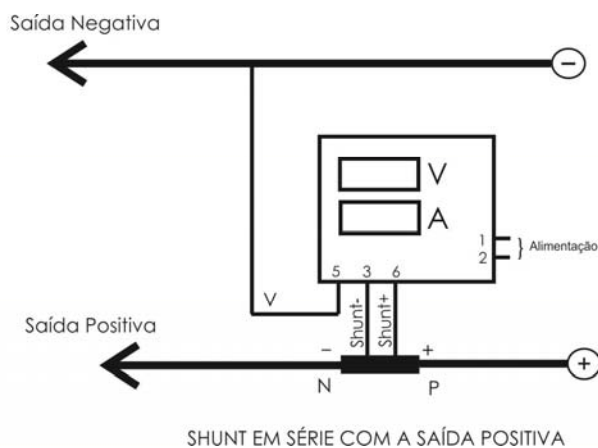 Saída Negativa
−
V
A
1
2
} Alimentação
5 3 6
V
Shunt-
Shunt+
Saída Positiva
− +
+
N P
SHUNT EM SÉRIE COM A SAÍDA POSITIVA